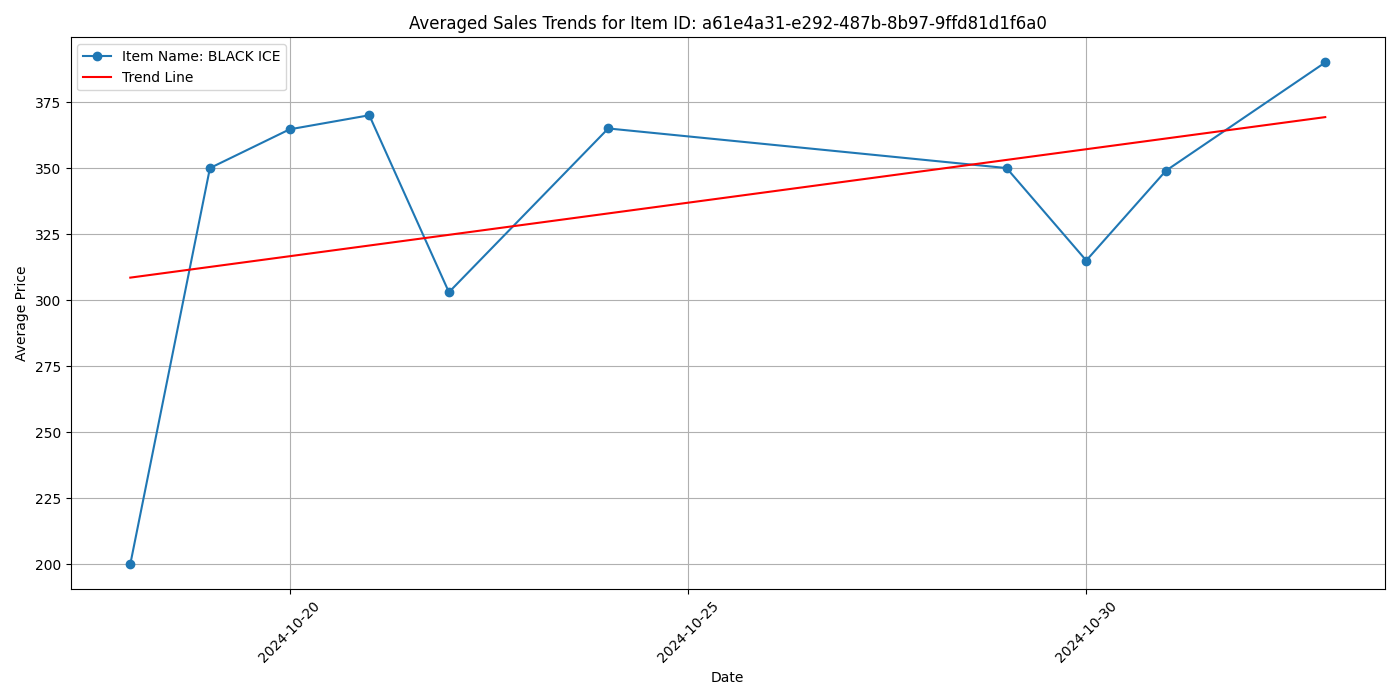 Averaged Sales Trends for Item ID: a61e4a31-e292-487b-8b97-9ffd81d1f6a0
Item Name: BLACK ICE
Trend Line
Average Price
375
350
325
300
275
250
225
200
2024-10-20
2024-10-25
2024-10-30
Date